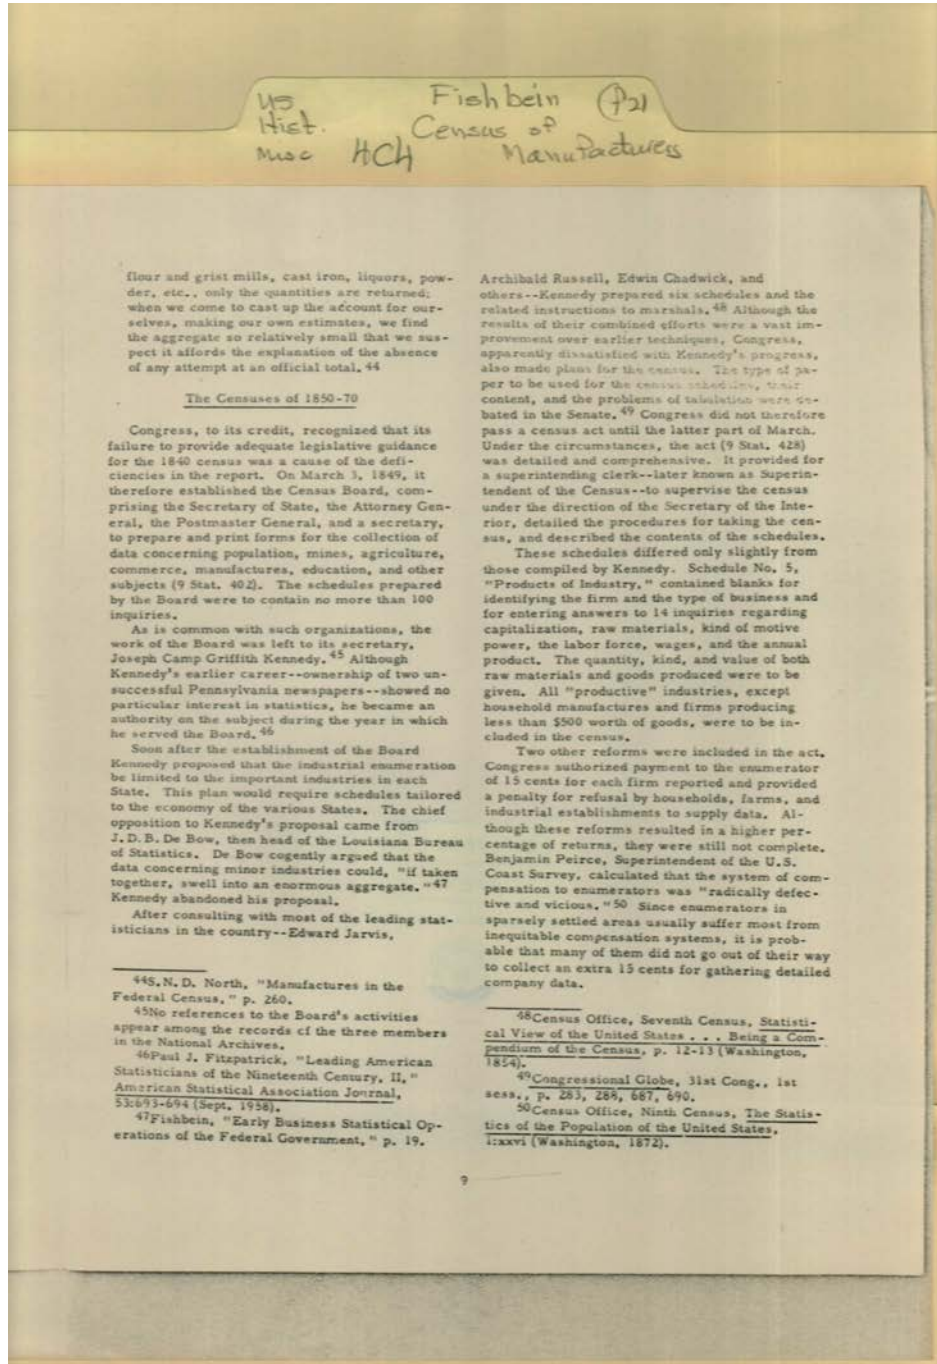 US Fishbein P21
Hist. Census of
Misc HCH Manufacturers
flour and grist mills, cast iron, liquors, pow-
der, etc., only the quantities are returned;
when we come to cast up the account for our-
selves, making our own estimates, we find
the aggregate so relatively small that we sus-
pect it affords the explanation of the absence
of any attempt at an official total. 44
The Censuses of 1850-70
Congress, to its credit, recognized that its
failure to provide adequate legislative guidance
for the 1840 census was a cause of the defi-
ciencies in the report. On March 3, 1849, it
therefore established the Census Board, com-
prising the Secretary of State, the Attorney Gen-
eral, the Postmaster General, and a secretary,
to prepare and print forms for the collection of
data concerning population, mines, agriculture,
commerce, manufactures, education, and other
subjects (9 Stat. 402). The schedules prepared
by the Board were to contain no more than 100
inquiries.
As is common with such organizations, the
work of the Board was left to its secretary,
Joseph Camp Griffith Kennedy. 45 Although
Kennedy's earlier career--ownership of two un-
successful Pennsylvania newspapers--showed no
particular interest in statistics, he became an
authority on the subject during the year in which
he served the Board. 46
Soon after the establishment of the Board
Kennedy proposed that the industrial enumeration
be limited to the important industries in each
State. This plan would require schedules tailored
to the economy of the various States. The chief
opposition to Kennedy's proposal came from
J. D. B. De Bow, then head of the Louisiana Bureau
of Statistics. De Bow cogently argued that the
data concerning minor industries could, "if taken
together, swell into an enormous aggregate. "47
Kennedy abandoned his proposal.
After consulting with most of the leading stat-
isticians in the country--Edward Jarvis,
44S. N. D. North, "Manufactures in the
Federal Census, " p. 260.
45No references to the Board's activities
appear among the records of the three members
in the National Archives.
46Paul J. Fitzpatrick, "Leading American
Statisticians of the Nineteenth Century, II, "
American Statistical Association Journal,
53:693-694 (Sept. 1958).
47Fishbein, "Early Business Statistical Op-
erations of the Federal Government, " p. 19.
Archibald Russell, Edwin Chadwick, and
others--Kennedy prepared six schedules and the
related instructions to marshals. 48 Although the
results of their combined efforts were a vast im-
provement over earlier techniques, Congress,
apparently dissatisfied with Kennedy's progress,
also made plans for the census. The type of pa-
per to be used for the census schedules, their
content, and the problems of tabulation were de-
bated in the Senate. 49 Congress did not therefore
pass a census act until the latter part of March.
Under the circumstances, the act (9 Stat. 428)
was detailed and comprehensive. It provided for
a superintending clerk--later known as Superin-
tendent of the Census--to supervise the census
under the direction of the Secretary of the Inte-
rior, detailed the procedures for taking the cen-
sus, and described the contents of the schedules.
These schedules differed only slightly from
those compiled by Kennedy. Schedule No. 5,
"Products of Industry, " contained blanks for
identifying the firm and the type of business and
for entering answers to 14 inquiries regarding
capitalization, raw materials, kind of motive
power, the labor force, wages, and the annual
product. The quantity, kind, and value of both
raw materials and goods produced were to be
given. All "productive" industries, except
household manufactures and firms producing
less than $500 worth of goods, were to be in-
cluded in the census.
Two other reforms were included in the act.
Congress authorized payment to the enumerator
of 15 cents for each firm reported and provided
a penalty for refusal by households, farms, and
industrial establishments to supply data. Al-
though these reforms resulted in a higher per-
centage of returns, they were still not complete.
Benjamin Peirce, Superintendent of the U.S.
Coast Survey, calculated that the system of com-
pensation to enumerators was "radically defec-
tive and vicious. "50 Since enumerators in
sparsely settled areas usually suffer most from
inequitable compensation systems, it is prob-
able that many of them did not go out of their way
to collect an extra 15 cents for gathering detailed
company data.
48Census Office, Seventh Census, Statisti-
cal View of the United States . . . Being a Com-
pendium of the Census, p. 12-13 (Washington,
1854).
49Congressional Globe, 31st Cong., 1st
sess., p. 283, 288, 687, 690.
50Census Office, Ninth Census, The Statis-
tics of the Population of the United States,
1:xxvi (Washington, 1872).
9